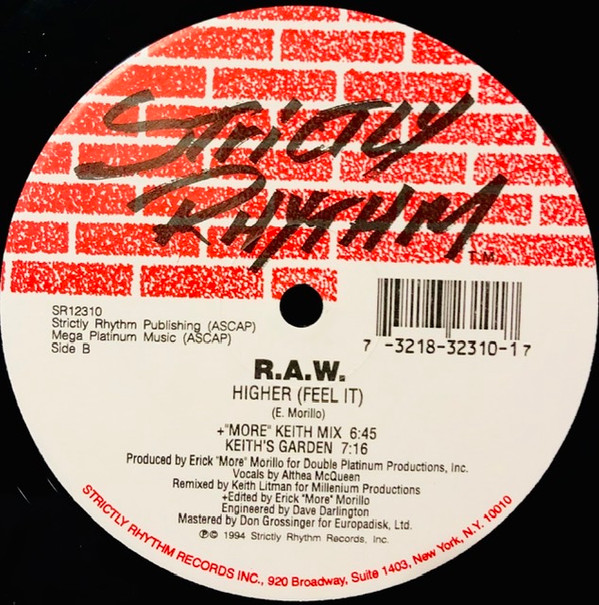 STRICTLY
RHYTHM
T.M.
SR12310
Strictly Rhythm Publishing (ASCAP)
Mega Platinum Music (ASCAP)
Side B
7 -3218-32310-1 7
R.A.W.
HIGHER (FEEL IT)
(E. Morillo)
+"MORE" KEITH MIX 6:45
KEITH'S GARDEN 7:16
Produced by Erick "More" Morillo for Double Platinum Productions, Inc.
Vocals by Althea McQueen
Remixed by Keith Litman for Millenium Productions
+Edited by Erick "More" Morillo
Engineered by Dave Darlington
Mastered by Don Grossinger for Europadisk, Ltd.
℗© 1994 Strictly Rhythm Records, Inc.
STRICTLY RHYTHM RECORDS INC., 920 Broadway, Suite 1403, New York, N.Y. 10010